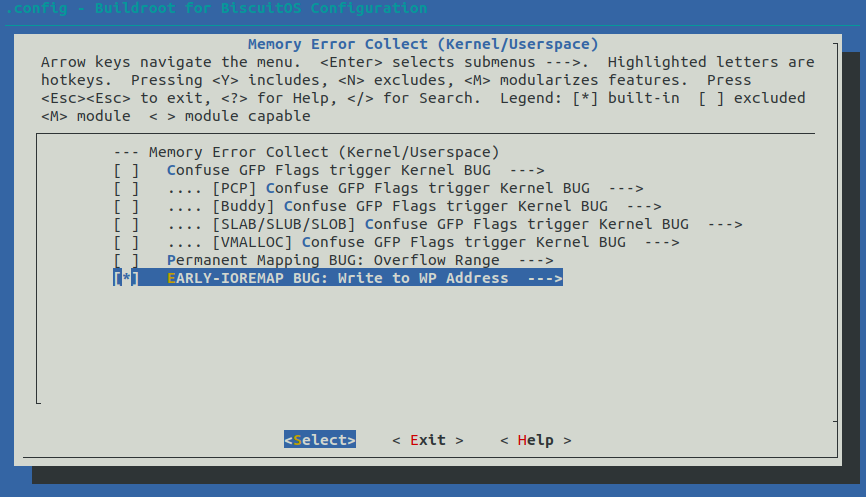 .config - Buildroot for BiscuitOS Configuration
Memory Error Collect (Kernel/Userspace)
Arrow keys navigate the menu.  <Enter> selects submenus --->.  Highlighted letters are
hotkeys.  Pressing <Y> includes, <N> excludes, <M> modularizes features.  Press
<Esc><Esc> to exit, <?> for Help, </> for Search.  Legend: [*] built-in  [ ] excluded
<M> module  < > module capable
--- Memory Error Collect (Kernel/Userspace)
[ ]   Confuse GFP Flags trigger Kernel BUG  --->
[ ]   .... [PCP] Confuse GFP Flags trigger Kernel BUG  --->
[ ]   .... [Buddy] Confuse GFP Flags trigger Kernel BUG  --->
[ ]   .... [SLAB/SLUB/SLOB] Confuse GFP Flags trigger Kernel BUG  --->
[ ]   .... [VMALLOC] Confuse GFP Flags trigger Kernel BUG  --->
[ ]   Permanent Mapping BUG: Overflow Range  --->
[*]   EARLY-IOREMAP BUG: Write to WP Address  --->
<Select>    < Exit >    < Help >